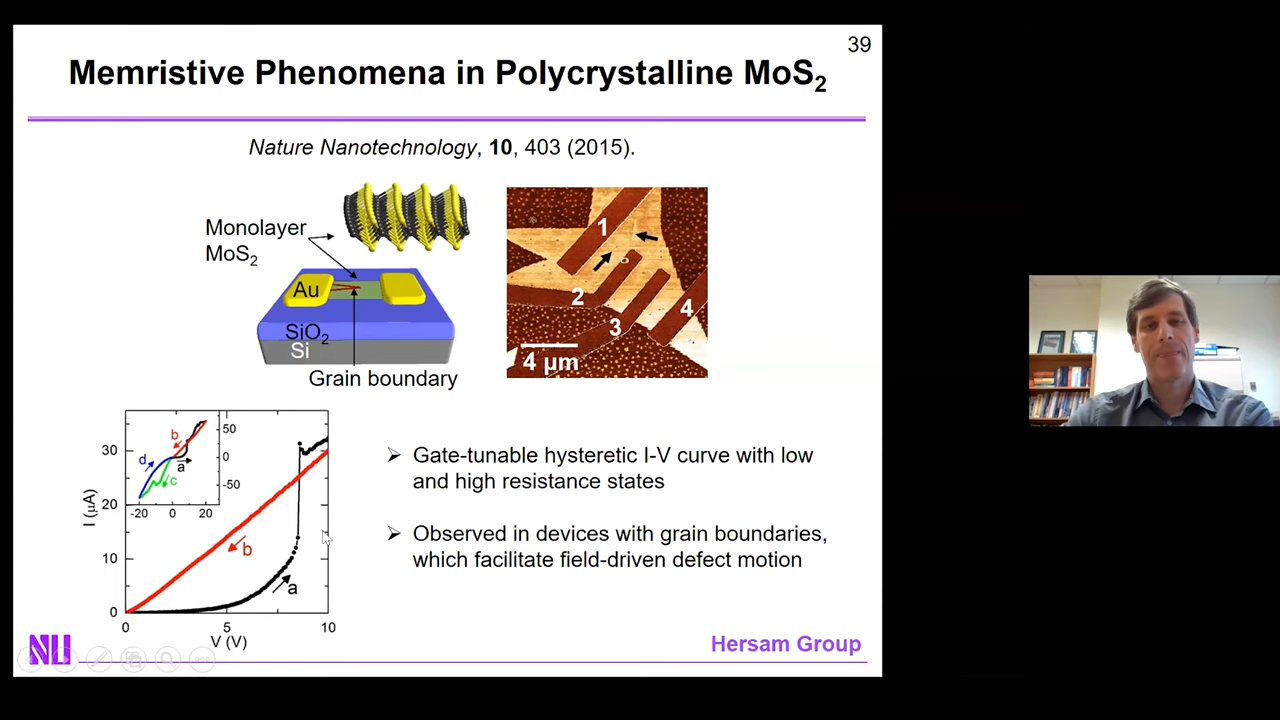 39
Memristive Phenomena in Polycrystalline MoS₂
Nature Nanotechnology, 10, 403 (2015).
Monolayer
MoS₂
Au
SiO₂
Si
Grain boundary
1
2
3
4
4 μm
30
20
10
0
I (μA)
0
5
10
V (V)
b
a
50
0
-50
-20
0
20
b
d
a
c
➢ Gate-tunable hysteretic I-V curve with low
and high resistance states
➢ Observed in devices with grain boundaries,
which facilitate field-driven defect motion
NU
Hersam Group